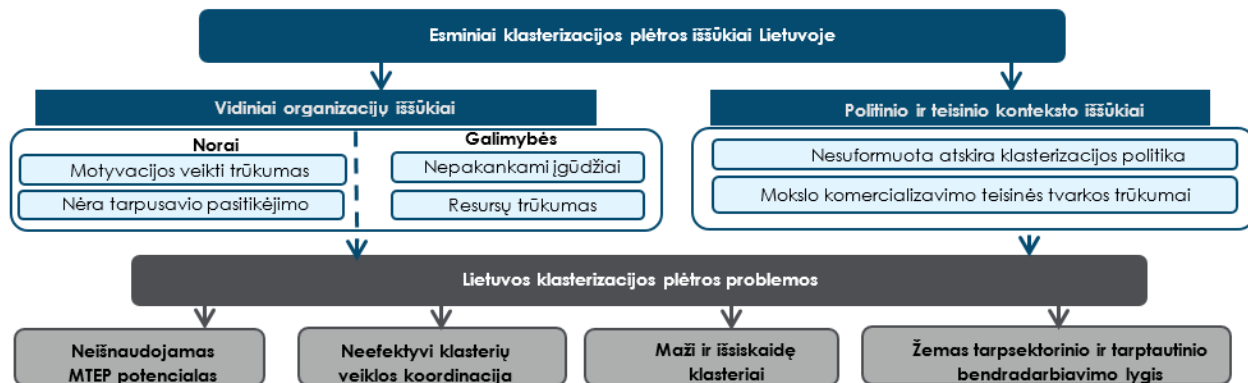 Esminiai klasterizacijos plėtros iššūkiai Lietuvoje
Vidiniai organizacijų iššūkiai
Politinio ir teisinio konteksto iššūkiai
Norai
Motyvacijos veikti trūkumas
Nėra tarpusavio pasitikėjimo
Galimybės
Nepakankami įgūdžiai
Resursų trūkumas
Nesuformuota atskira klasterizacijos politika
Mokslo komercializavimo teisinės tvarkos trūkumai
Lietuvos klasterizacijos plėtros problemos
Neišnaudojamas
MTEP potencialas
Neefektyvi klasterių
veiklos koordinacija
Maži ir išsiskaidę
klasteriai
Žemas tarpsektorinio ir tarptautinio
bendradarbiavimo lygis